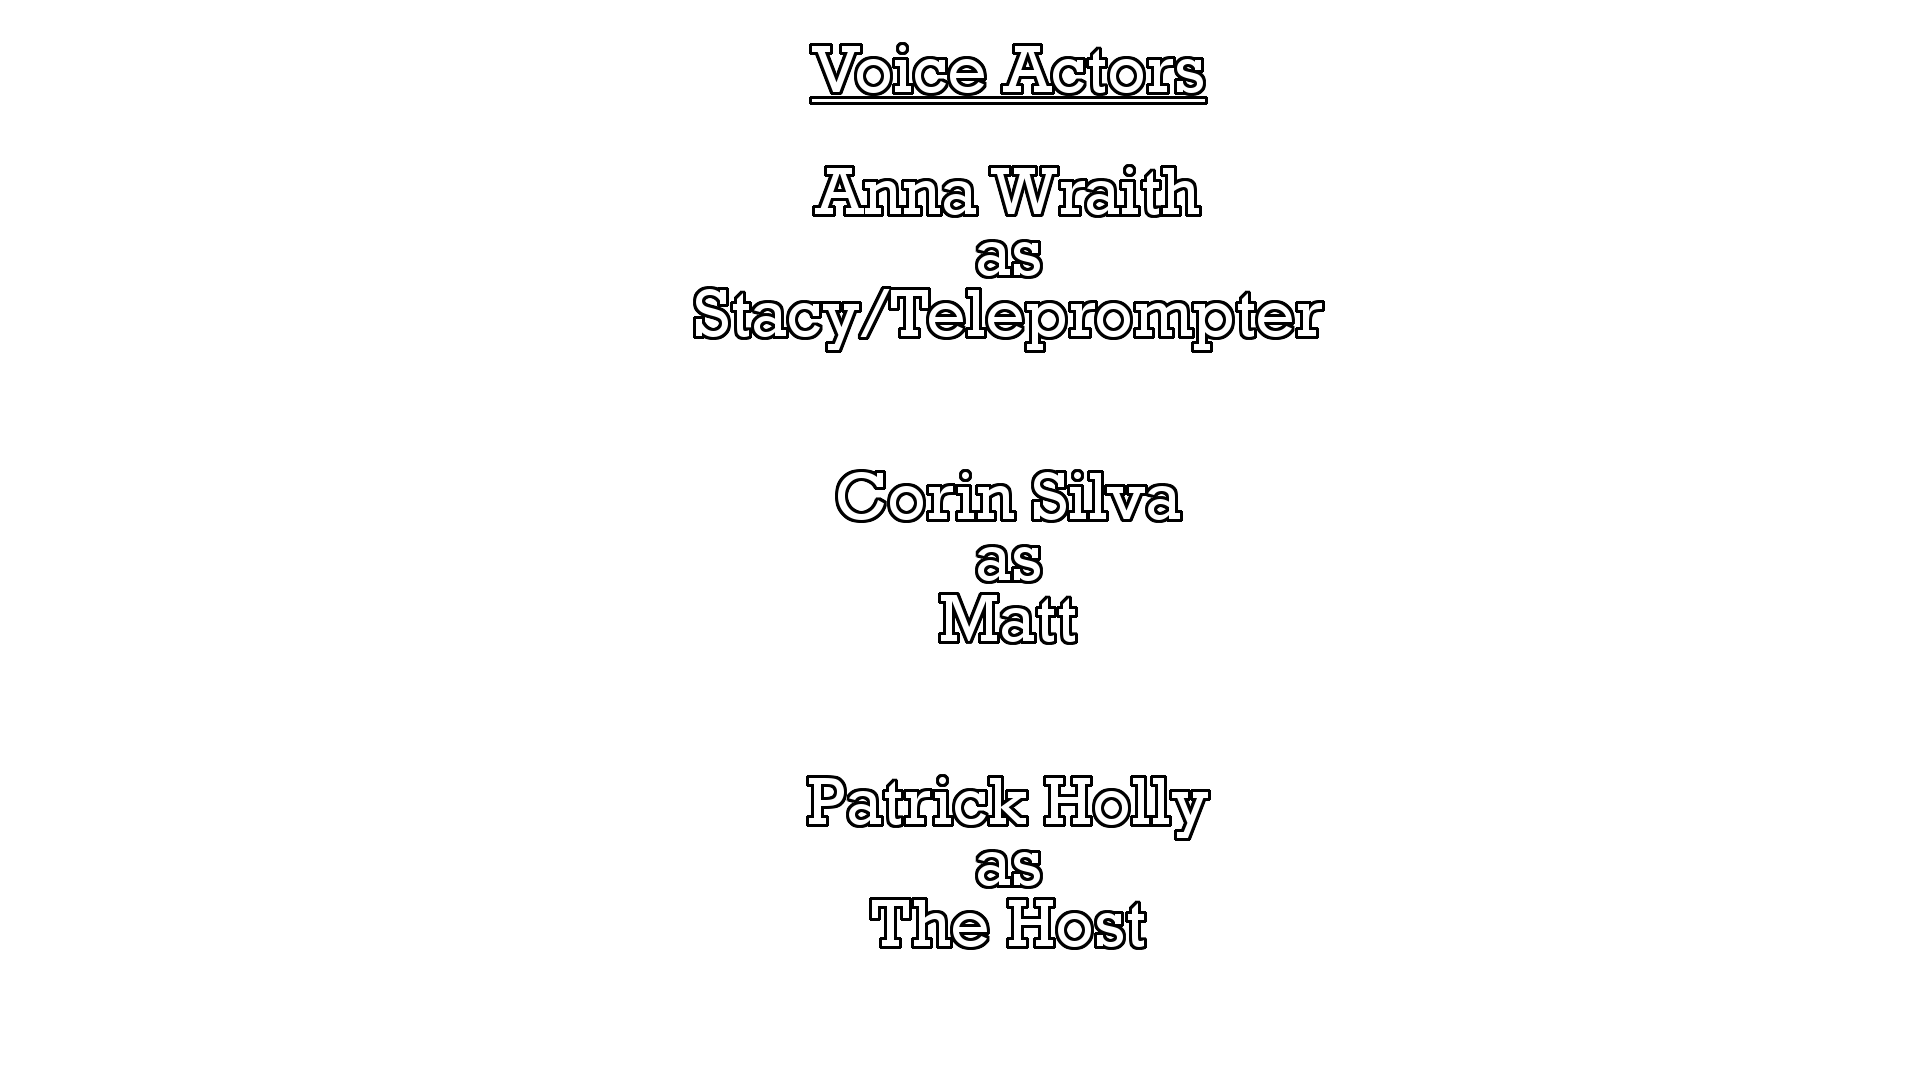 Voice Actors
Anna Wraith
as
Stacy/Teleprompter
Corin Silva
as
Matt
Patrick Holly
as
The Host